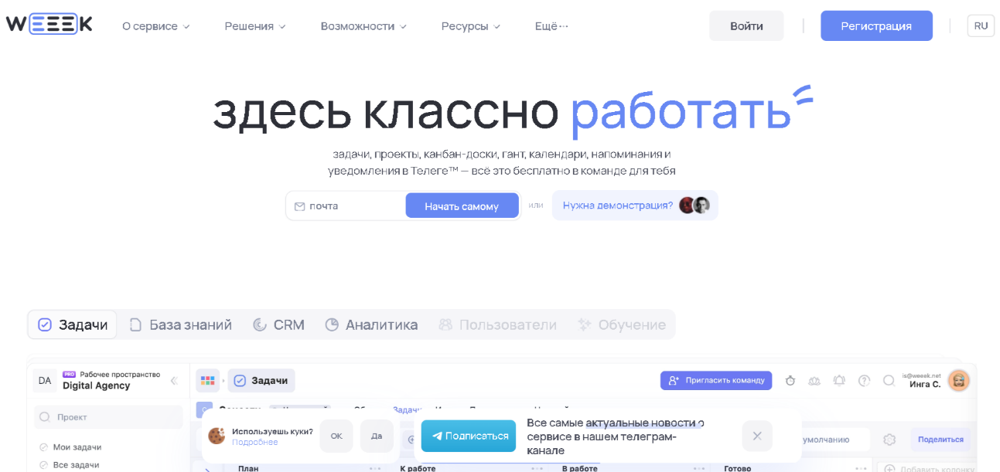 WEEEK
О сервисе
Решения
Возможности
Ресурсы
Ещё
Войти
Регистрация
RU
здесь классно работать
задачи, проекты, канбан-доски, гант, календари, напоминания и
уведомления в Телеге™ — всё это бесплатно в команде для тебя
почта
Начать самому
или
Нужна демонстрация?
Задачи
База знаний
CRM
Аналитика
Пользователи
Обучение
DA
PRO Рабочее пространство
Digital Agency
Задачи
Пригласить команду
is@weeek.net
Инга С.
Проект
Мои задачи
Все задачи
Используешь куки?
Подробнее
ОК
Да
Подписаться
Все самые актуальные новости о
сервисе в нашем телеграм-
канале
умолчанию
Поделиться
План
К работе
В работе
Готово
Добавить колонку